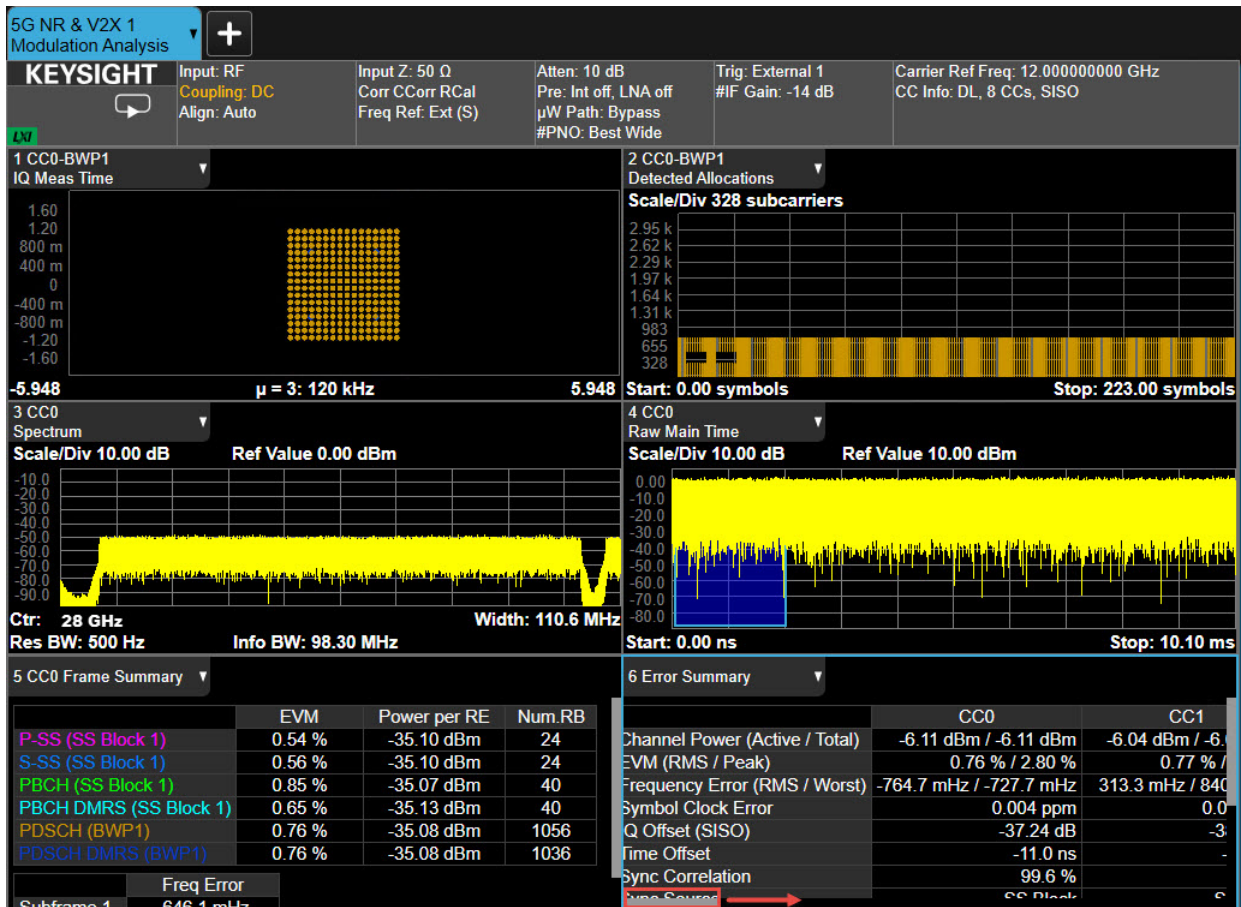 5G NR & V2X 1
Modulation Analysis
+
KEYSIGHT
LXI
Input: RF
Coupling: DC
Align: Auto
Input Z: 50 Ω
Corr CCorr RCal
Freq Ref: Ext (S)
Atten: 10 dB
Pre: Int off, LNA off
µW Path: Bypass
#PNO: Best Wide
Trig: External 1
#IF Gain: -14 dB
Carrier Ref Freq: 12.000000000 GHz
CC Info: DL, 8 CCs, SISO
1 CC0-BWP1
IQ Meas Time
1.60
1.20
800 m
400 m
0
-400 m
-800 m
-1.20
-1.60
-5.948 µ = 3: 120 kHz 5.948
2 CC0-BWP1
Detected Allocations
Scale/Div 328 subcarriers
2.95 k
2.62 k
2.29 k
1.97 k
1.64 k
1.31 k
983
655
328
Start: 0.00 symbols Stop: 223.00 symbols
3 CC0
Spectrum
Scale/Div 10.00 dB Ref Value 0.00 dBm
-10.0
-20.0
-30.0
-40.0
-50.0
-60.0
-70.0
-80.0
-90.0
Ctr: 28 GHz Width: 110.6 MHz
Res BW: 500 Hz Info BW: 98.30 MHz
4 CC0
Raw Main Time
Scale/Div 10.00 dB Ref Value 10.00 dBm
0.00
-10.0
-20.0
-30.0
-40.0
-50.0
-60.0
-70.0
-80.0
Start: 0.00 ns Stop: 10.10 ms
5 CC0 Frame Summary
EVM Power per RE Num.RB
P-SS (SS Block 1) 0.54 % -35.10 dBm 24
S-SS (SS Block 1) 0.56 % -35.10 dBm 24
PBCH (SS Block 1) 0.85 % -35.07 dBm 40
PBCH DMRS (SS Block 1) 0.65 % -35.13 dBm 40
PDSCH (BWP1) 0.76 % -35.08 dBm 1056
PDSCH DMRS (BWP1) 0.76 % -35.08 dBm 1036
Freq Error
Subframe 1 646.1 mHz
6 Error Summary
CC0 CC1
Channel Power (Active / Total) -6.11 dBm / -6.11 dBm -6.04 dBm / -6.0
EVM (RMS / Peak) 0.76 % / 2.80 % 0.77 % /
Frequency Error (RMS / Worst) -764.7 mHz / -727.7 mHz 313.3 mHz / 840
Symbol Clock Error 0.004 ppm 0.0
IQ Offset (SISO) -37.24 dB -3
Time Offset -11.0 ns -
Sync Correlation 99.6 %
Sync Source SS Block S